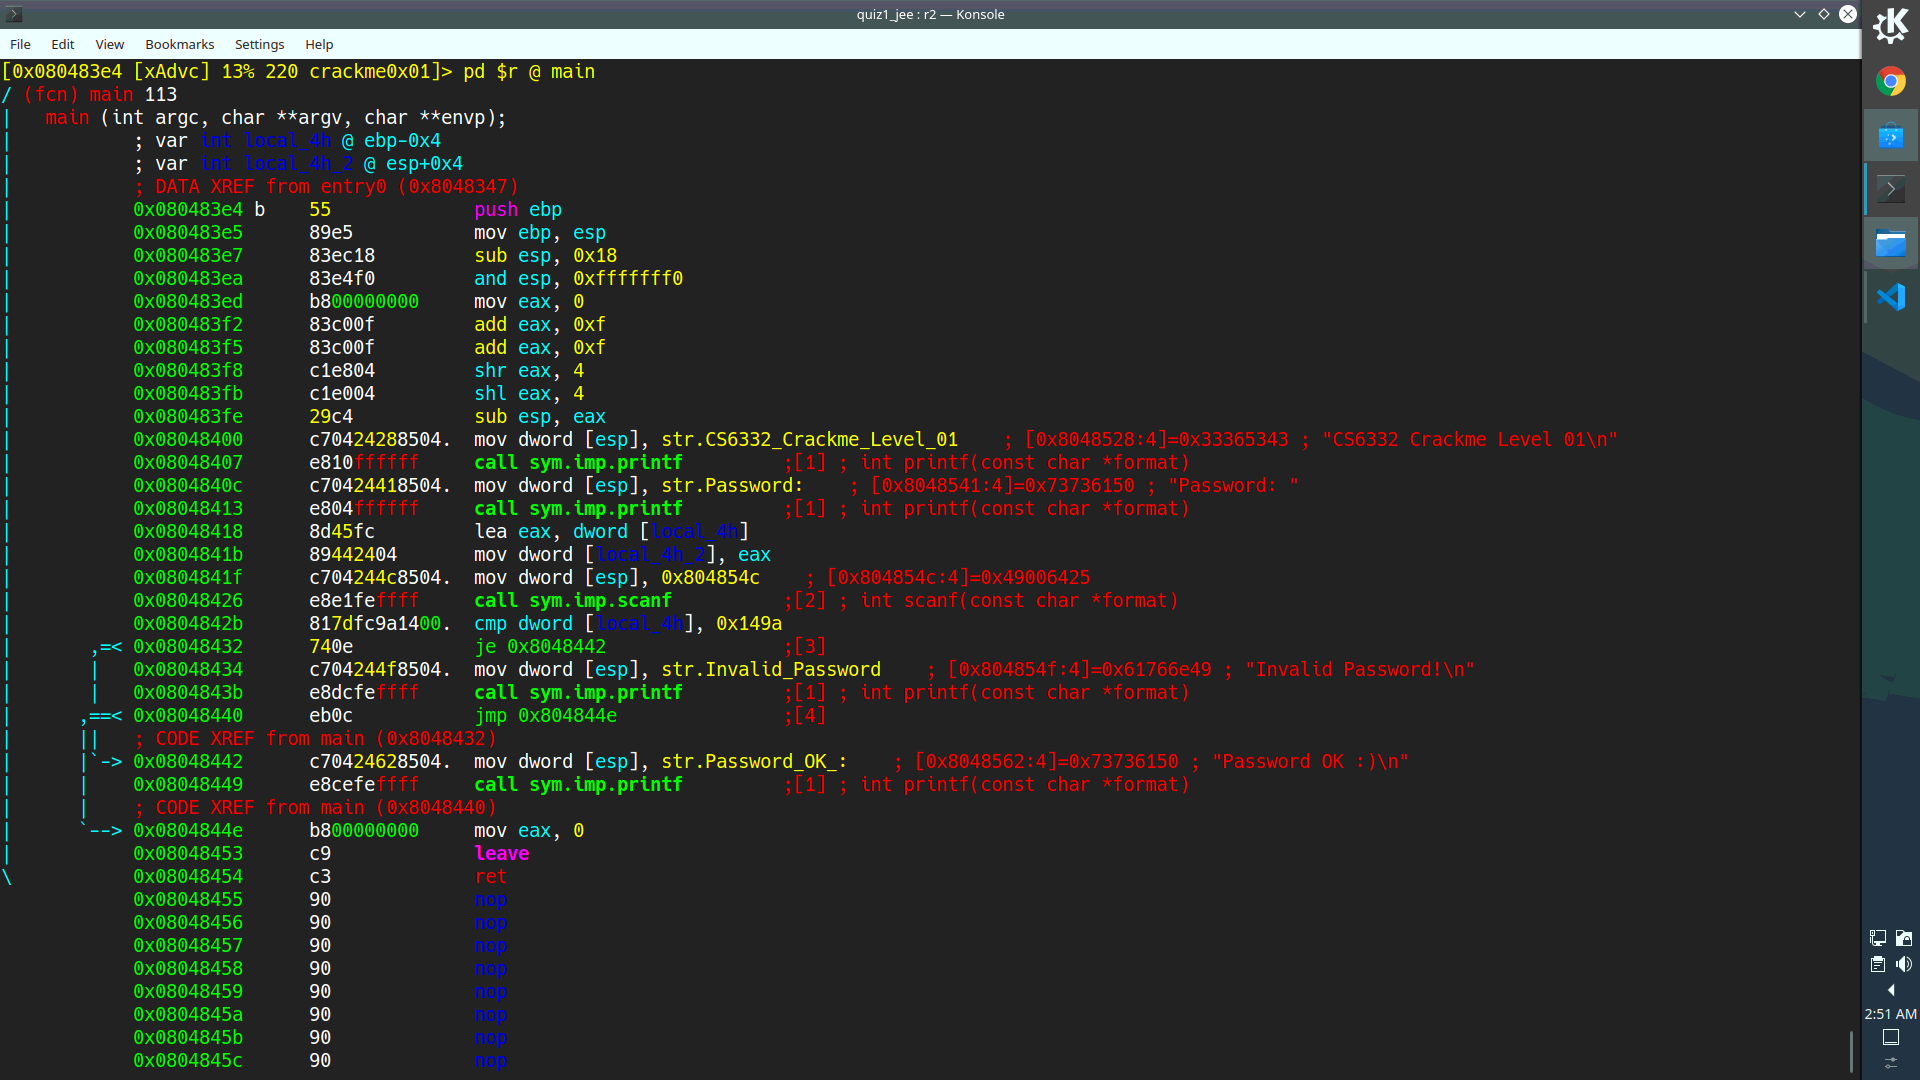 quiz1_jee : r2 — Konsole
File Edit View Bookmarks Settings Help
[0x080483e4 [xAdvc] 13% 220 crackme0x01]> pd $r @ main
/ (fcn) main 113
| main (int argc, char **argv, char **envp);
| ; var int local_4h @ ebp-0x4
| ; var int local_4h_2 @ esp+0x4
| ; DATA XREF from entry0 (0x8048347)
| 0x080483e4 b 55 push ebp
| 0x080483e5 89e5 mov ebp, esp
| 0x080483e7 83ec18 sub esp, 0x18
| 0x080483ea 83e4f0 and esp, 0xfffffff0
| 0x080483ed b800000000 mov eax, 0
| 0x080483f2 83c00f add eax, 0xf
| 0x080483f5 83c00f add eax, 0xf
| 0x080483f8 c1e804 shr eax, 4
| 0x080483fb c1e004 shl eax, 4
| 0x080483fe 29c4 sub esp, eax
| 0x08048400 c70424288504. mov dword [esp], str.CS6332_Crackme_Level_01 ; [0x8048528:4]=0x33365343 ; "CS6332 Crackme Level 01\n"
| 0x08048407 e810ffffff call sym.imp.printf ;[1] ; int printf(const char *format)
| 0x0804840c c70424418504. mov dword [esp], str.Password: ; [0x8048541:4]=0x73736150 ; "Password: "
| 0x08048413 e804ffffff call sym.imp.printf ;[1] ; int printf(const char *format)
| 0x08048418 8d45fc lea eax, dword [local_4h]
| 0x0804841b 89442404 mov dword [local_4h_2], eax
| 0x0804841f c704244c8504. mov dword [esp], 0x804854c ; [0x804854c:4]=0x49006425
| 0x08048426 e8e1feffff call sym.imp.scanf ;[2] ; int scanf(const char *format)
| 0x0804842b 817dfc9a1400. cmp dword [local_4h], 0x149a
| ,=< 0x08048432 740e je 0x8048442 ;[3]
| | 0x08048434 c704244f8504. mov dword [esp], str.Invalid_Password ; [0x804854f:4]=0x61766e49 ; "Invalid Password!\n"
| | 0x0804843b e8dcfeffff call sym.imp.printf ;[1] ; int printf(const char *format)
| ,==< 0x08048440 eb0c jmp 0x804844e ;[4]
| || ; CODE XREF from main (0x8048432)
| |`-> 0x08048442 c70424628504. mov dword [esp], str.Password_OK_: ; [0x8048562:4]=0x73736150 ; "Password OK :)\n"
| | 0x08048449 e8cefeffff call sym.imp.printf ;[1] ; int printf(const char *format)
| | ; CODE XREF from main (0x8048440)
| `--> 0x0804844e b800000000 mov eax, 0
| 0x08048453 c9 leave
\ 0x08048454 c3 ret
0x08048455 90 nop
0x08048456 90 nop
0x08048457 90 nop
0x08048458 90 nop
0x08048459 90 nop
0x0804845a 90 nop
0x0804845b 90 nop
0x0804845c 90 nop
2:51 AM